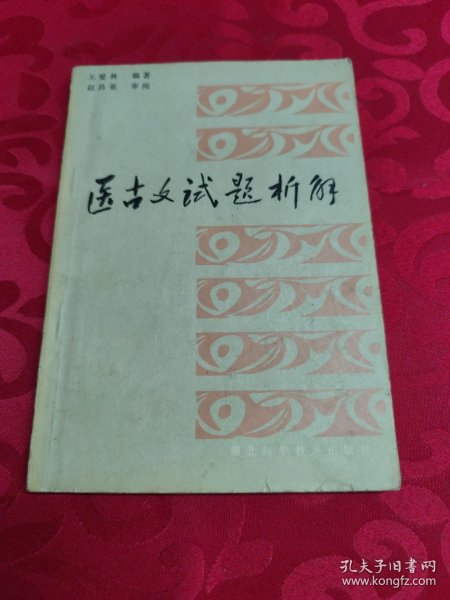 王爱林 编著
赵昌基 审阅
医古文试题析解
湖北科学技术出版社
孔夫子旧书网
www.kongfz.com